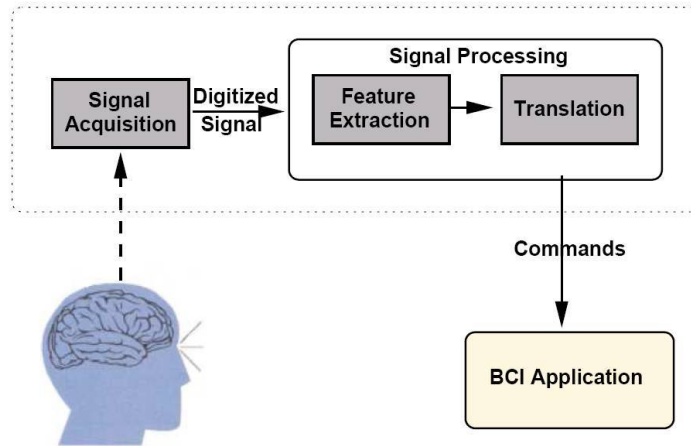 Signal Processing
Signal
Acquisition
Digitized
Signal
Feature
Extraction
Translation
Commands
BCI Application